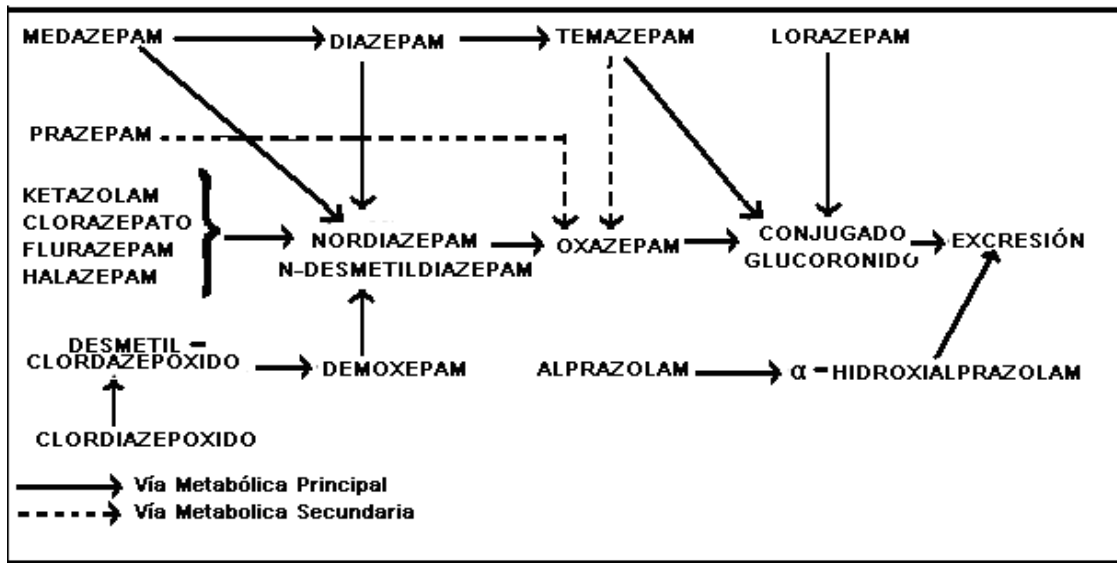 MEDAZEPAM
DIAZEPAM
TEMAZEPAM
LORAZEPAM
PRAZEPAM
KETAZOLAM
CLORAZEPATO
FLURAZEPAM
HALAZEPAM
NORDIAZEPAM
N-DESMETILDIAZEPAM
OXAZEPAM
CONJUGADO
GLUCORONIDO
EXCRESIÓN
DESMETIL-
CLORDAZEPOXIDO
DEMOXEPAM
ALPRAZOLAM
α-HIDROXIALPRAZOLAM
CLORDIAZEPOXIDO
Vía Metabólica Principal
Vía Metabolica Secundaria